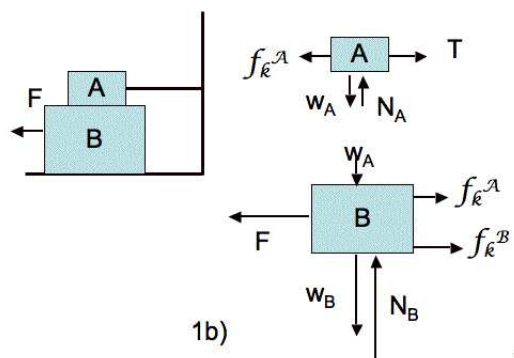 A
F
B
f_k^A A T
w_A N_A
w_A
B
f_k^A
F
f_k^B
w_B
N_B
1b)